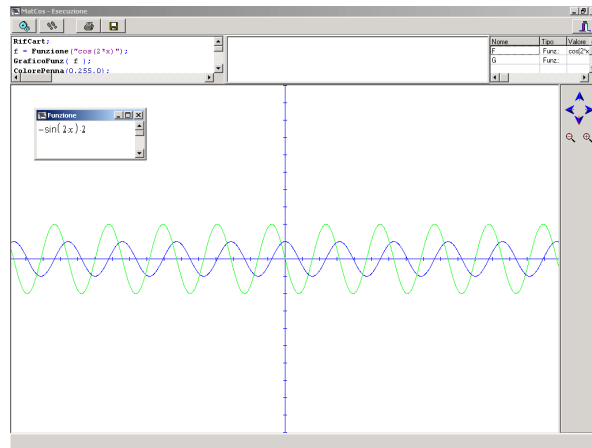 MatCos - Esecuzione
RifCart;
f = Funzione("cos(2*x)");
GraficoFunz( f );
ColorePenna(0,255,0);
Nome Tipo Valore
F Funz: cos(2*x
G Funz:
Funzione
-sin( 2·x )·2